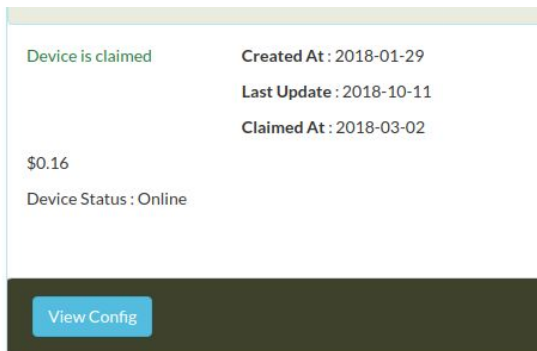 Device is claimed
Created At : 2018-01-29
Last Update : 2018-10-11
Claimed At : 2018-03-02
$0.16
Device Status : Online
View Config